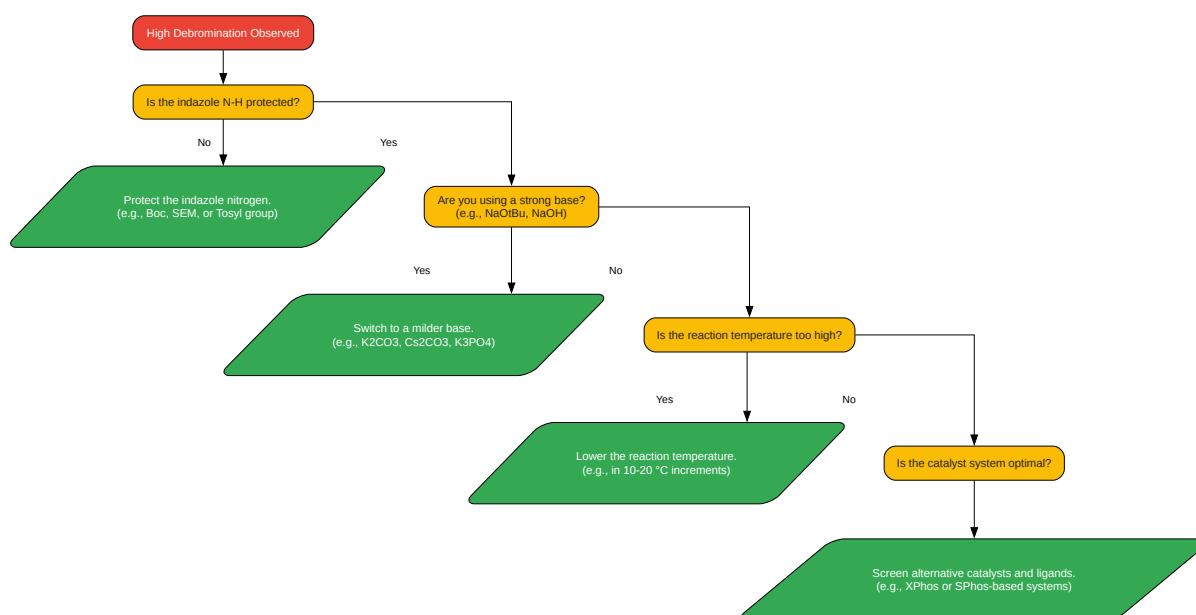 High Debromination Observed
Is the indazole N-H protected?
No
Yes
Protect the indazole nitrogen.
(e.g., Boc, SEM, or Tosyl group)
Are you using a strong base?
(e.g., NaOtBu, NaOH)
Yes
No
Switch to a milder base.
(e.g., K2CO3, Cs2CO3, K3PO4)
Is the reaction temperature too high?
Yes
No
Lower the reaction temperature.
(e.g., in 10-20 °C increments)
Is the catalyst system optimal?
Screen alternative catalysts and ligands.
(e.g., XPhos or SPhos-based systems)